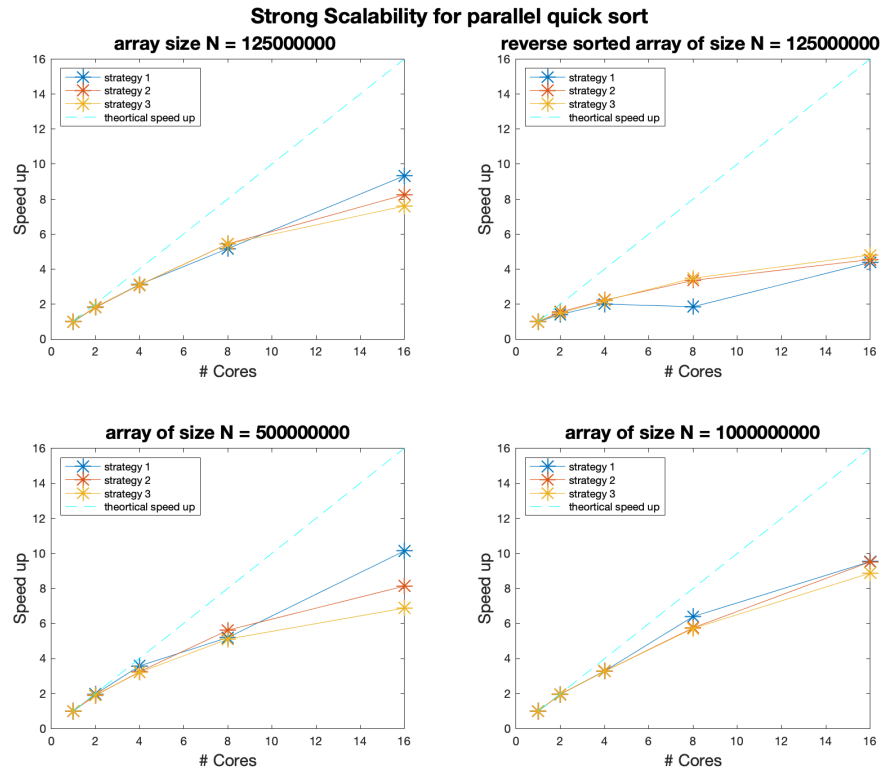 Strong Scalability for parallel quick sort
array size N = 125000000
16
14
12
10
8
6
4
2
0
Speed up
strategy 1
strategy 2
strategy 3
theortical speed up
0 2 4 6 8 10 12 14 16
# Cores
reverse sorted array of size N = 125000000
16
14
12
10
8
6
4
2
0
Speed up
strategy 1
strategy 2
strategy 3
theortical speed up
0 2 4 6 8 10 12 14 16
# Cores
array of size N = 500000000
16
14
12
10
8
6
4
2
0
Speed up
strategy 1
strategy 2
strategy 3
theortical speed up
0 2 4 6 8 10 12 14 16
# Cores
array of size N = 1000000000
16
14
12
10
8
6
4
2
0
Speed up
strategy 1
strategy 2
strategy 3
theortical speed up
0 2 4 6 8 10 12 14 16
# Cores